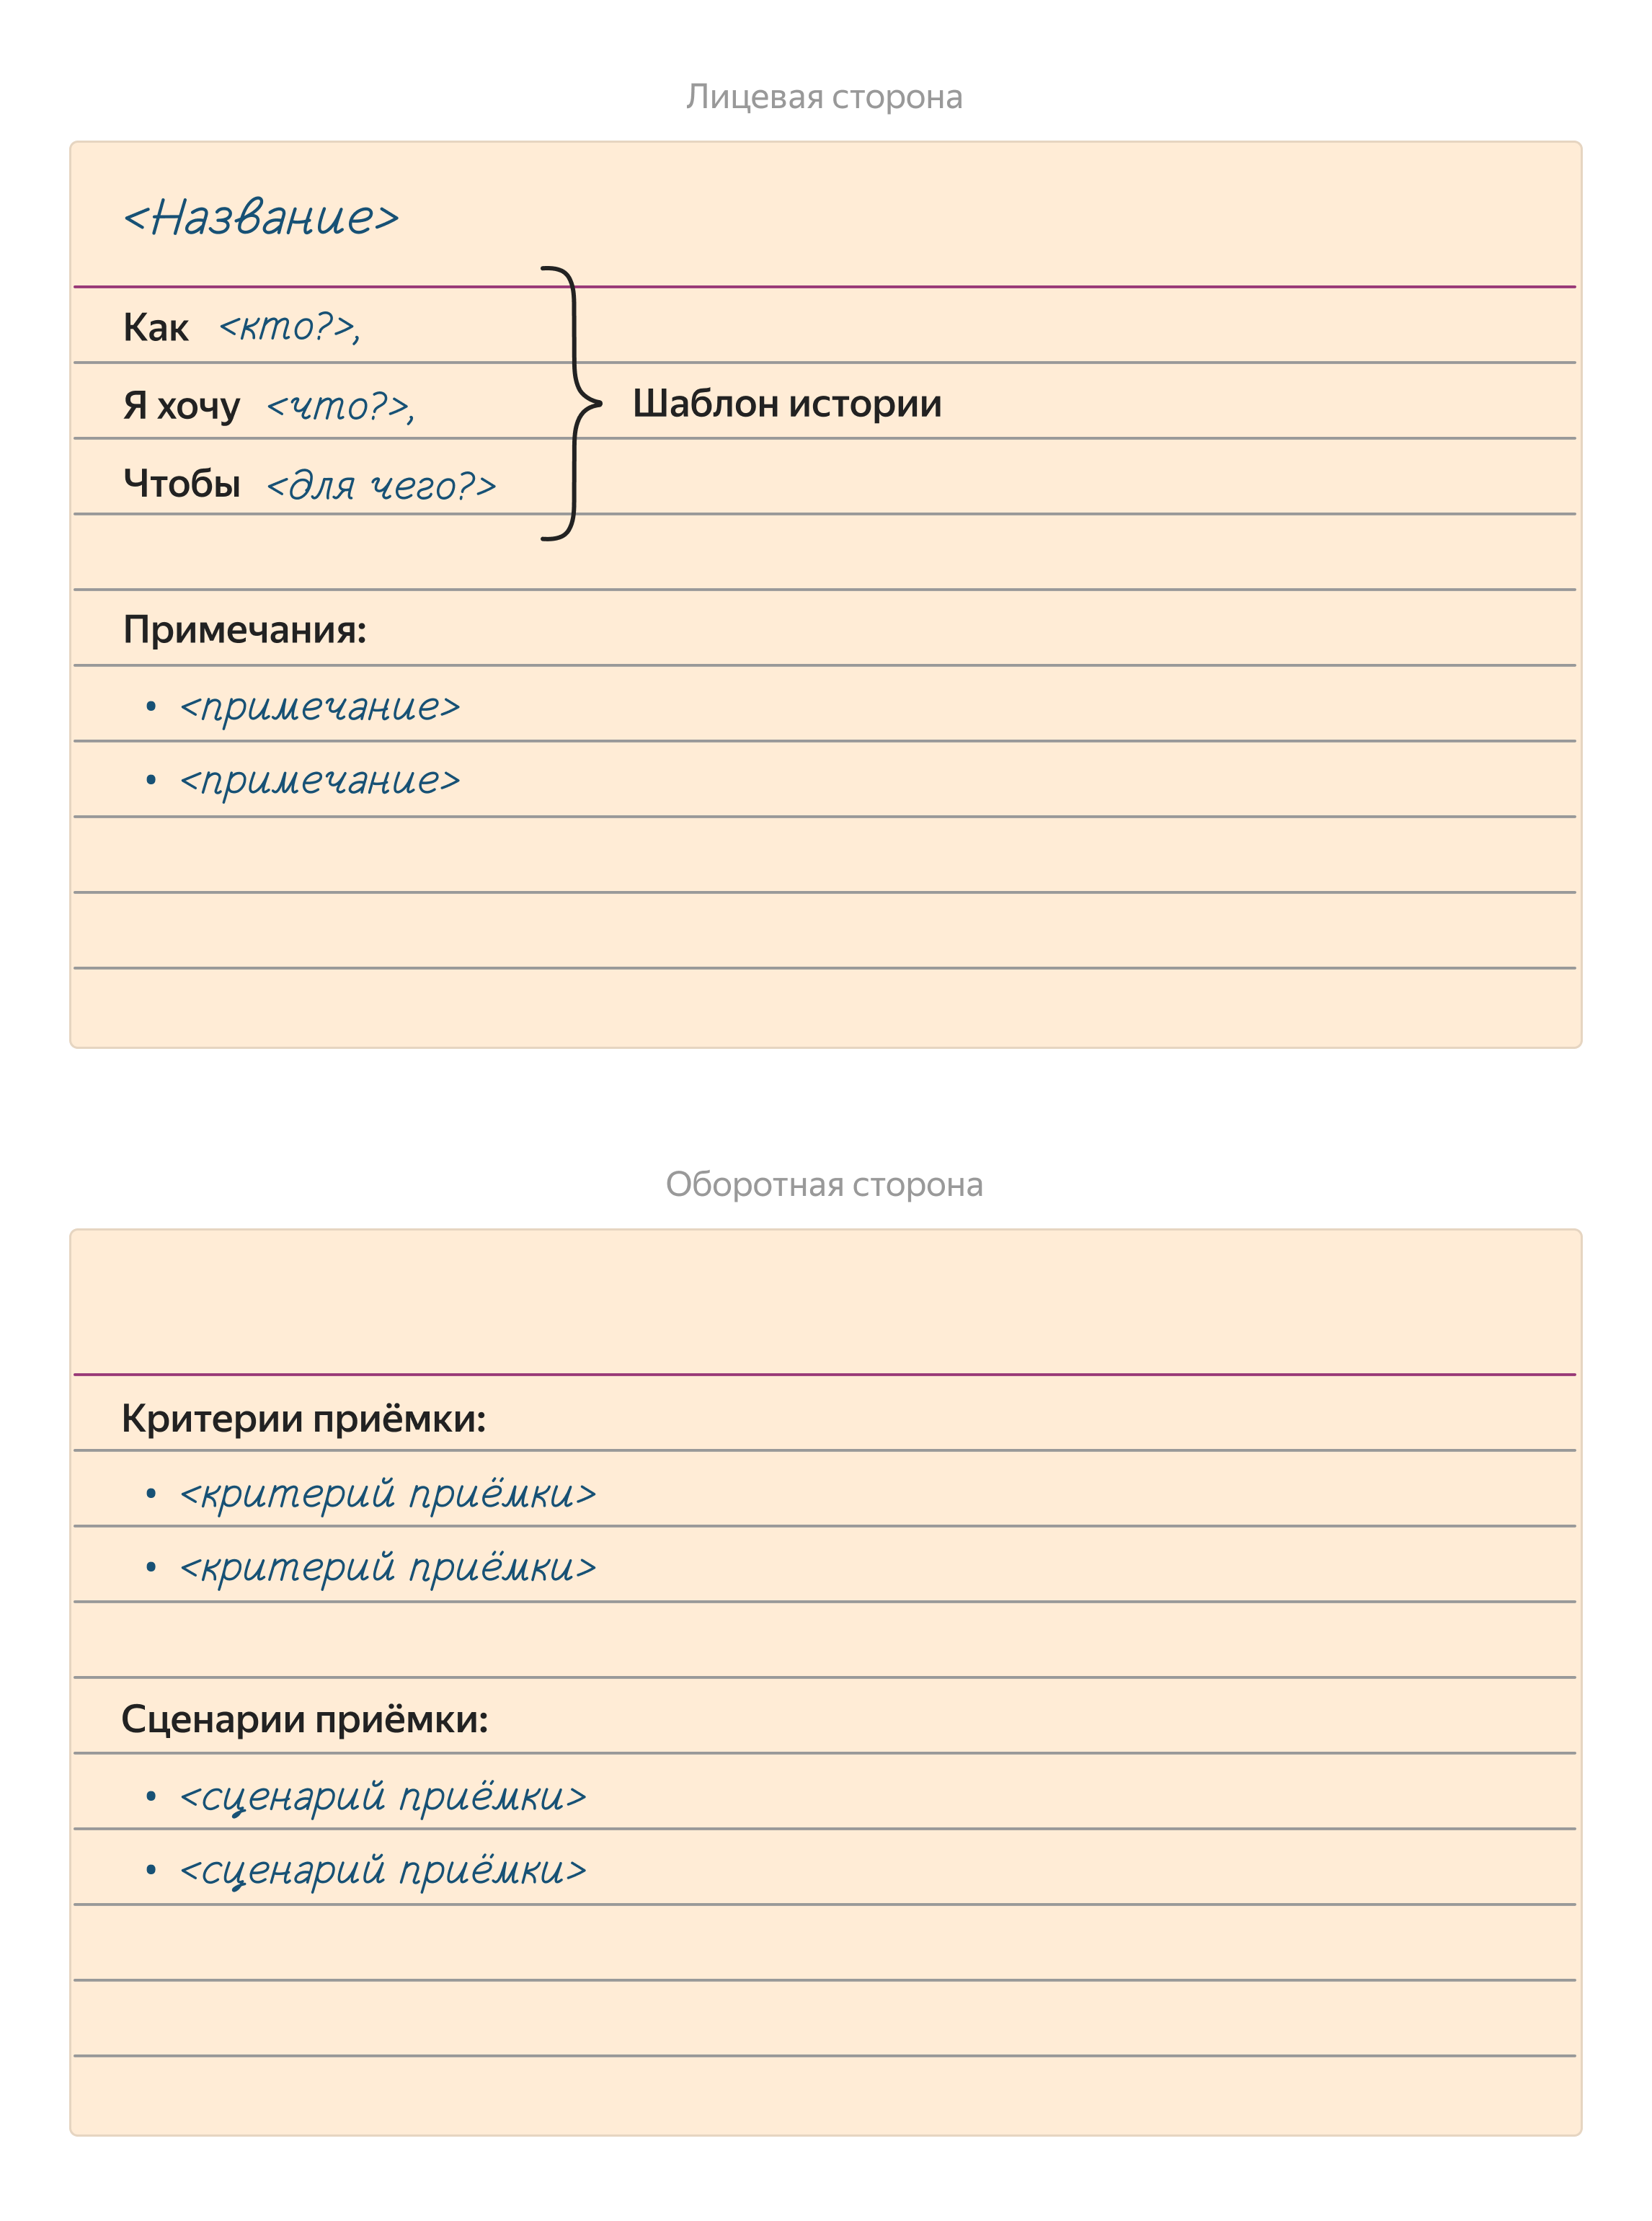 Лицевая сторона
<Название>
Как <кто?>,
Я хочу <что?>,
Шаблон истории
Чтобы <для чего?>
Примечания:
• <примечание>
• <примечание>
Оборотная сторона
Критерии приёмки:
• <критерий приёмки>
• <критерий приёмки>
Сценарии приёмки:
• <сценарий приёмки>
• <сценарий приёмки>